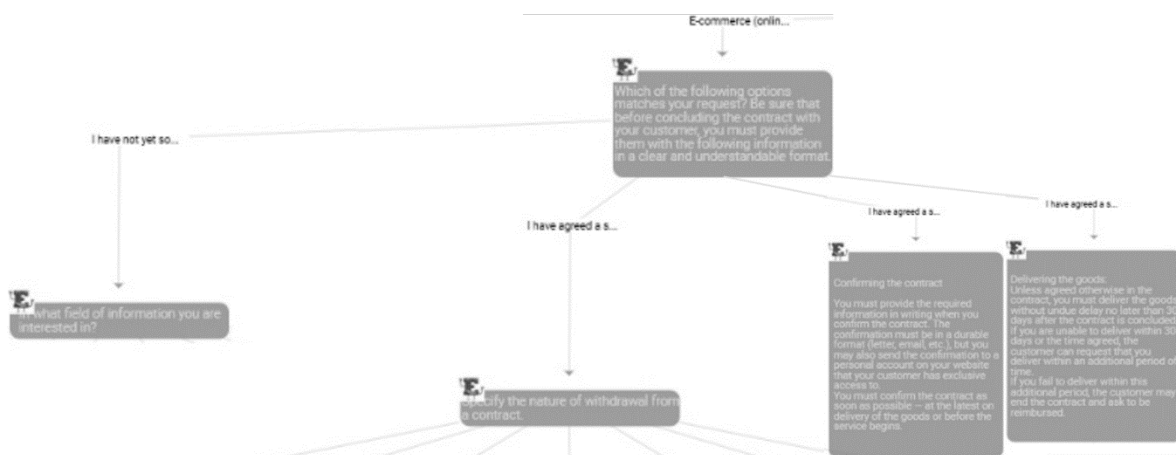 E-commerce (onlin...
Which of the following options
matches your request? Be sure that
before concluding the contract with
your customer, you must provide
them with the following information
in a clear and understandable format.
I have not yet so...
I have agreed a s...
I have agreed a s...
I have agreed a s...
In what field of information you are
interested in?
Specify the nature of withdrawal from
a contract.
Confirming the contract
You must provide the required
information in writing when you
confirm the contract. The
confirmation must be in a durable
format (letter, email, etc.), but you
may also send the confirmation to a
personal account on your website
that your customer has exclusive
access to.
You must confirm the contract as
soon as possible – at the latest on
delivery of the goods or before the
service begins.
Delivering the goods:
Unless agreed otherwise in the
contract, you must deliver the goods
without undue delay no later than 30
days after the contract is concluded.
If you are unable to deliver within 30
days or the time agreed, the
customer can request that you
deliver within an additional period of
time.
If you fail to deliver within this
additional period, the customer may
end the contract and ask to be
reimbursed.